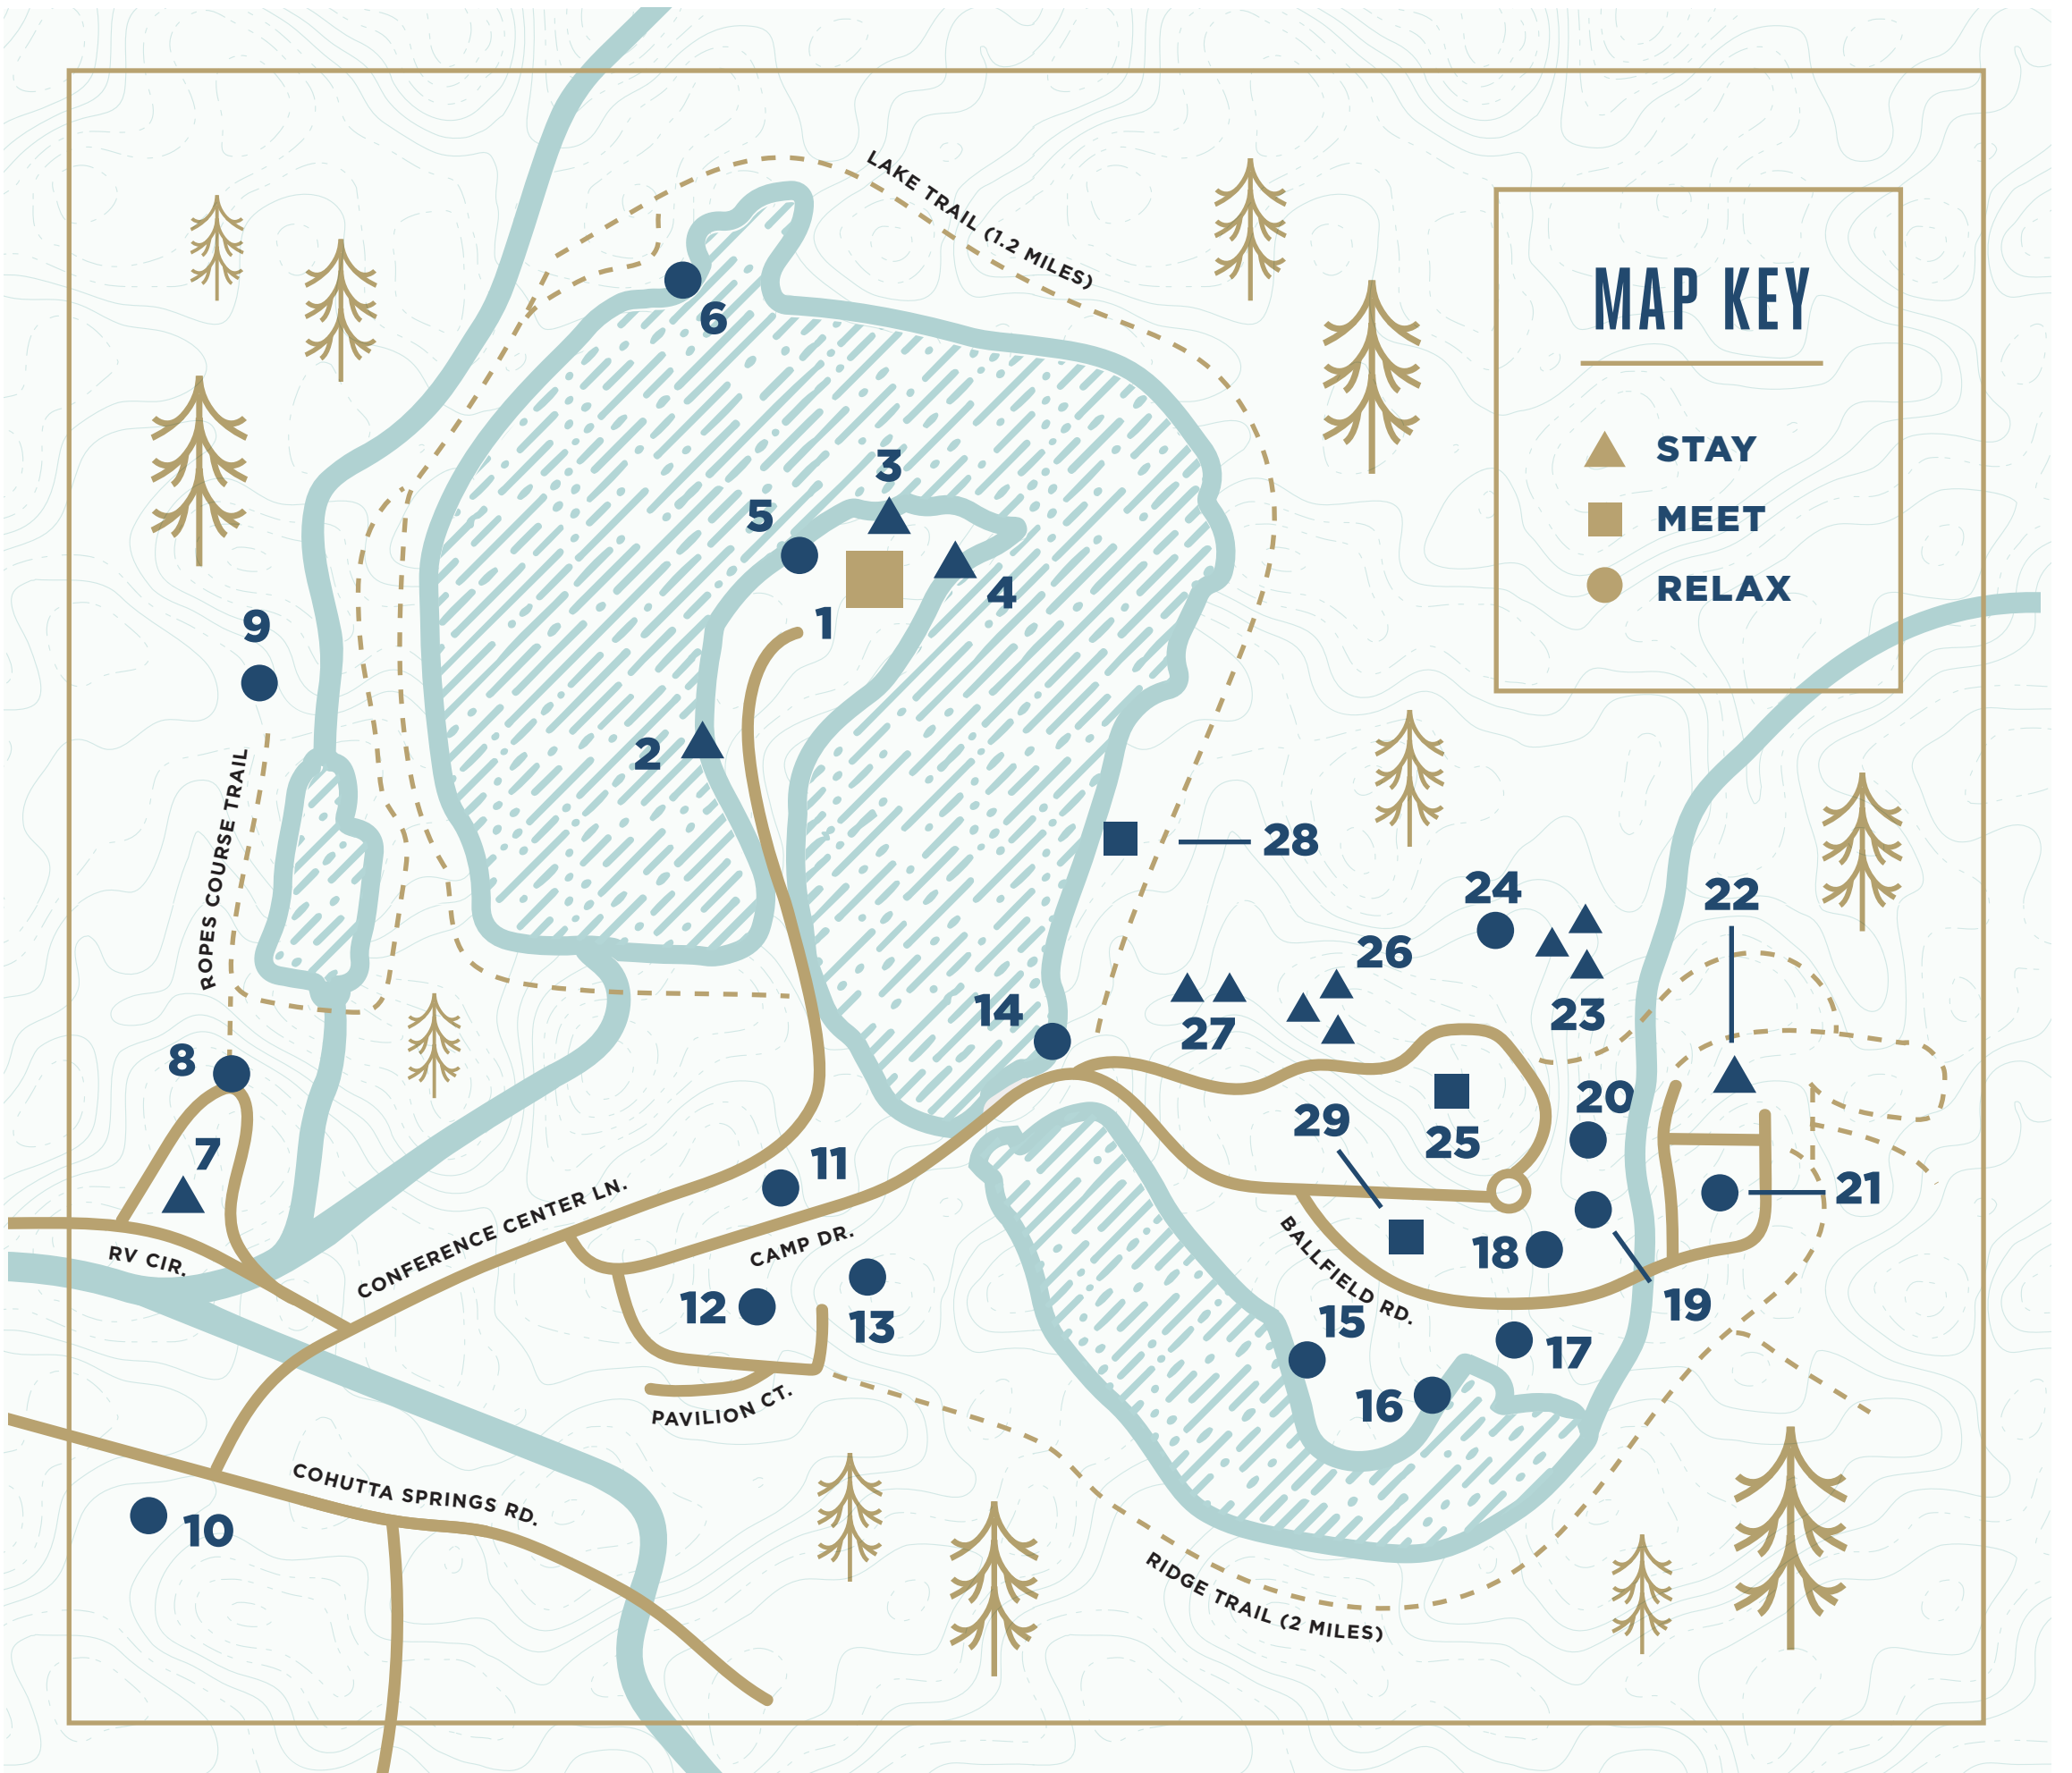 LAKE TRAIL (1.2 MILES)
MAP KEY
STAY
MEET
RELAX
6
3
5
4
1
9
2
ROPES COURSE TRAIL
28
24
22
26
23
27
14
8
20
29
25
7
11
21
CONFERENCE CENTER LN.
RV CIR.
CAMP DR.
BALLFIELD RD.
18
19
12
13
15
17
16
PAVILION CT.
COHUTTA SPRINGS RD.
10
RIDGE TRAIL (2 MILES)